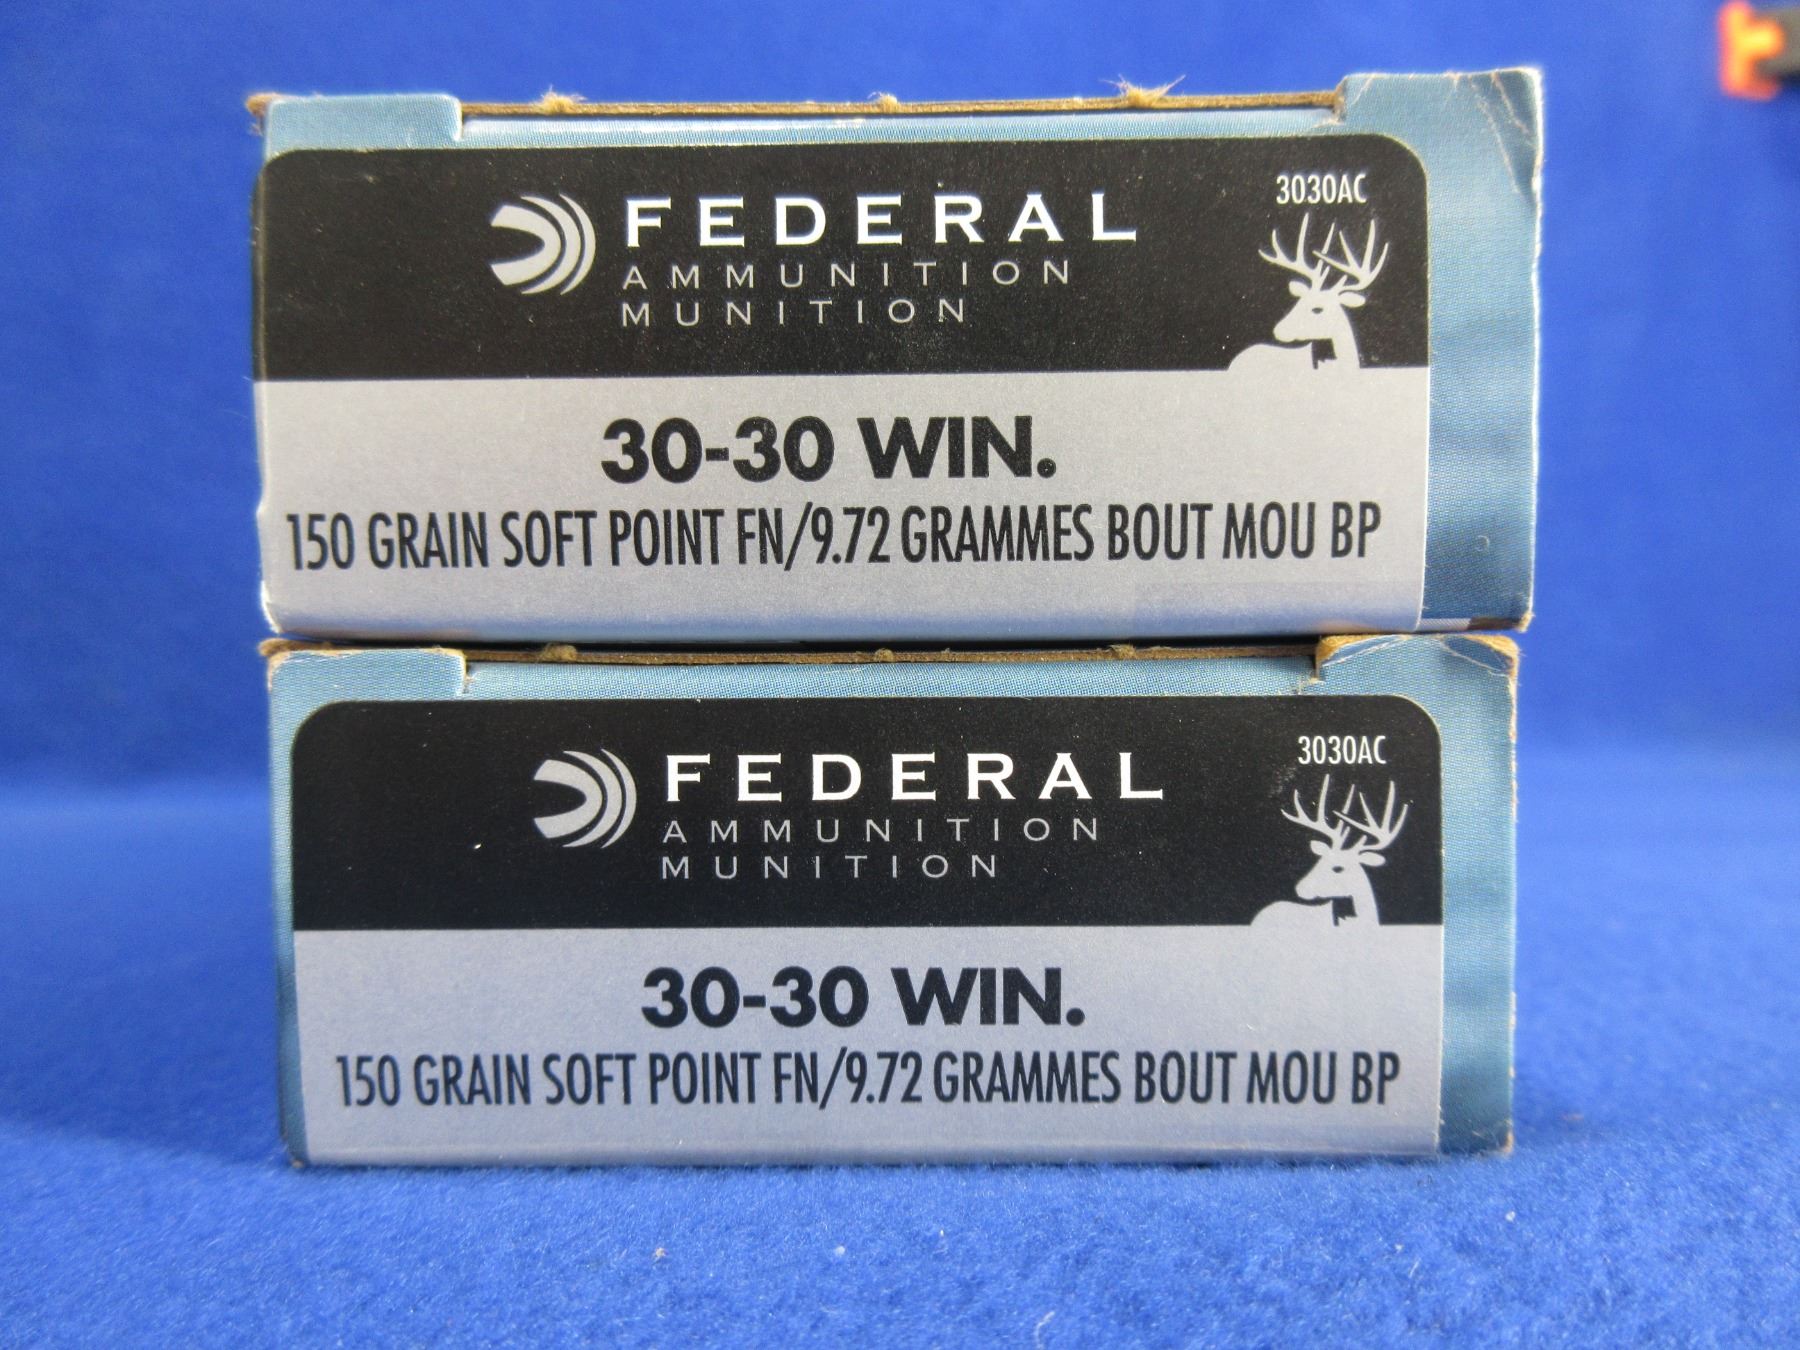 3030AC
FEDERAL
AMMUNITION
MUNITION
30-30 WIN.
150 GRAIN SOFT POINT FN/9.72 GRAMMES BOUT MOU BP
3030AC
FEDERAL
AMMUNITION
MUNITION
30-30 WIN.
150 GRAIN SOFT POINT FN/9.72 GRAMMES BOUT MOU BP